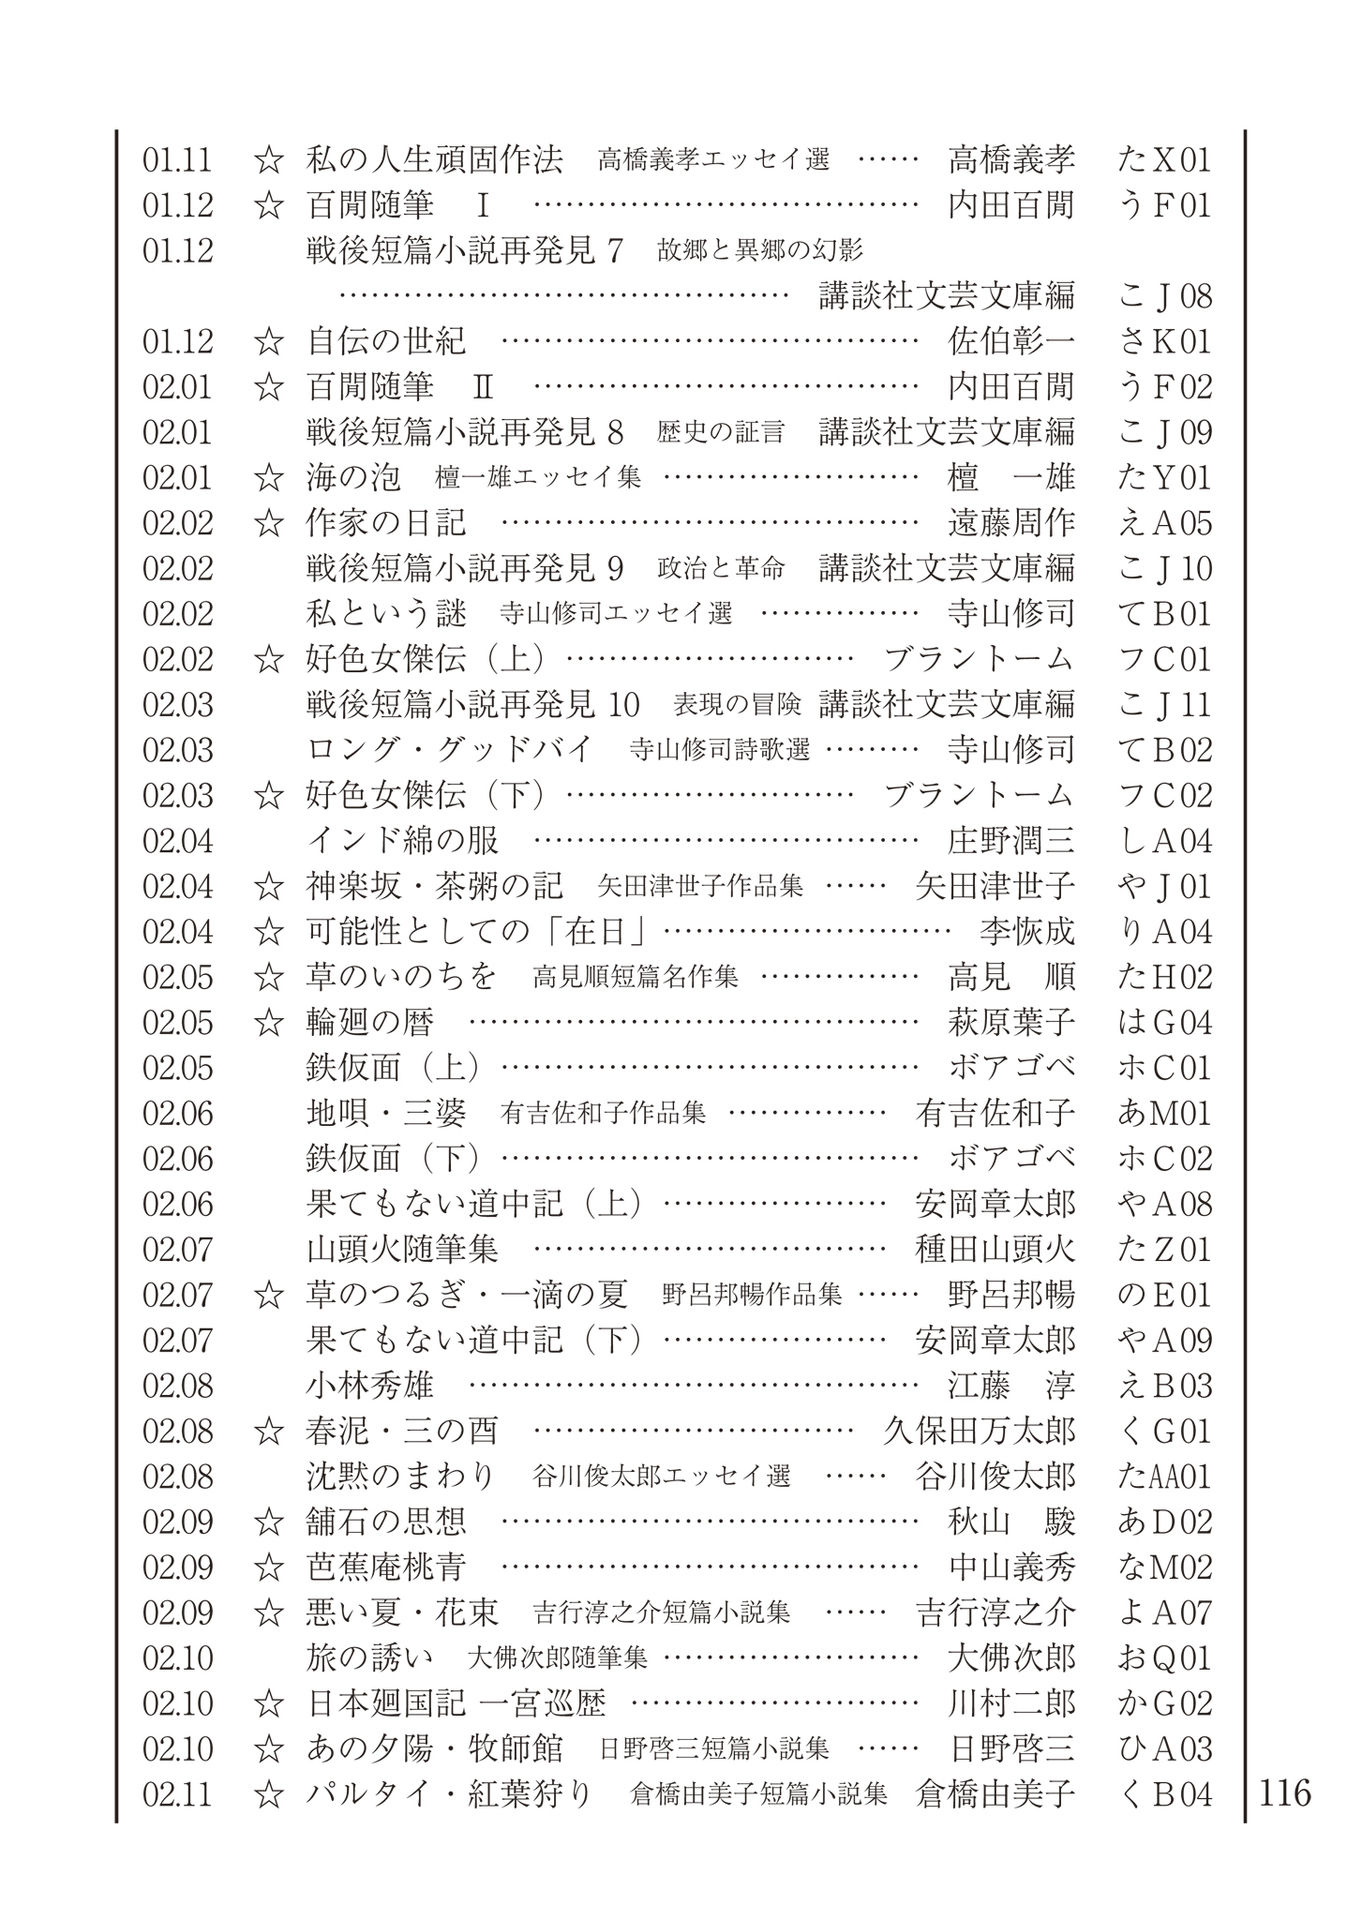 01.11 ☆ 私の人生頑固作法 高橋義孝エッセイ選 …… 高橋義孝 たX01
01.12 ☆ 百閒随筆 Ⅰ ………………………………… 内田百閒 うF01
01.12 戦後短篇小説再発見 7 故郷と異郷の幻影
…………………………………… 講談社文芸文庫編 こJ08
01.12 ☆ 自伝の世紀 ………………………………… 佐伯彰一 さK01
02.01 ☆ 百閒随筆 Ⅱ ……………………………… 内田百閒 うF02
02.01 戦後短篇小説再発見 8 歴史の証言 講談社文芸文庫編 こJ09
02.01 ☆ 海の泡 檀一雄エッセイ集 …………………… 檀 一雄 たY01
02.02 ☆ 作家の日記 ………………………………… 遠藤周作 えA05
02.02 戦後短篇小説再発見 9 政治と革命 講談社文芸文庫編 こJ10
02.02 私という謎 寺山修司エッセイ選 …………… 寺山修司 てB01
02.02 ☆ 好色女傑伝（上）……………………… ブラントーム フC01
02.03 戦後短篇小説再発見 10 表現の冒険 講談社文芸文庫編 こJ11
02.03 ロング・グッドバイ 寺山修司詩歌選 ……… 寺山修司 てB02
02.03 ☆ 好色女傑伝（下）……………………… ブラントーム フC02
02.04 インド綿の服 ……………………………… 庄野潤三 しA04
02.04 ☆ 神楽坂・茶粥の記 矢田津世子作品集 …… 矢田津世子 やJ01
02.04 ☆ 可能性としての「在日」……………………… 李恢成 りA04
02.05 ☆ 草のいのちを 高見順短篇名作集 …………… 高見 順 たH02
02.05 ☆ 輪廻の暦 …………………………………… 萩原葉子 はG04
02.05 鉄仮面（上）………………………………… ボアゴベ ホC01
02.06 地唄・三婆 有吉佐和子作品集 …………… 有吉佐和子 あM01
02.06 鉄仮面（下）………………………………… ボアゴベ ホC02
02.06 果てもない道中記（上）………………… 安岡章太郎 やA08
02.07 山頭火随筆集 …………………………… 種田山頭火 たZ01
02.07 ☆ 草のつるぎ・一滴の夏 野呂邦暢作品集 …… 野呂邦暢 のE01
02.07 果てもない道中記（下）………………… 安岡章太郎 やA09
02.08 小林秀雄 …………………………………… 江藤 淳 えB03
02.08 ☆ 春泥・三の酉 ………………………… 久保田万太郎 くG01
02.08 沈黙のまわり 谷川俊太郎エッセイ選 …… 谷川俊太郎 たAA01
02.09 ☆ 舗石の思想 ………………………………… 秋山 駿 あD02
02.09 ☆ 芭蕉庵桃青 ………………………………… 中山義秀 なM02
02.09 ☆ 悪い夏・花束 吉行淳之介短篇小説集 …… 吉行淳之介 よA07
02.10 旅の誘い 大佛次郎随筆集 …………………… 大佛次郎 おQ01
02.10 ☆ 日本廻国記 一宮巡歴 ……………………… 川村二郎 かG02
02.10 ☆ あの夕陽・牧師館 日野啓三短篇小説集 …… 日野啓三 ひA03
02.11 ☆ パルタイ・紅葉狩り 倉橋由美子短篇小説集 倉橋由美子 くB04
116